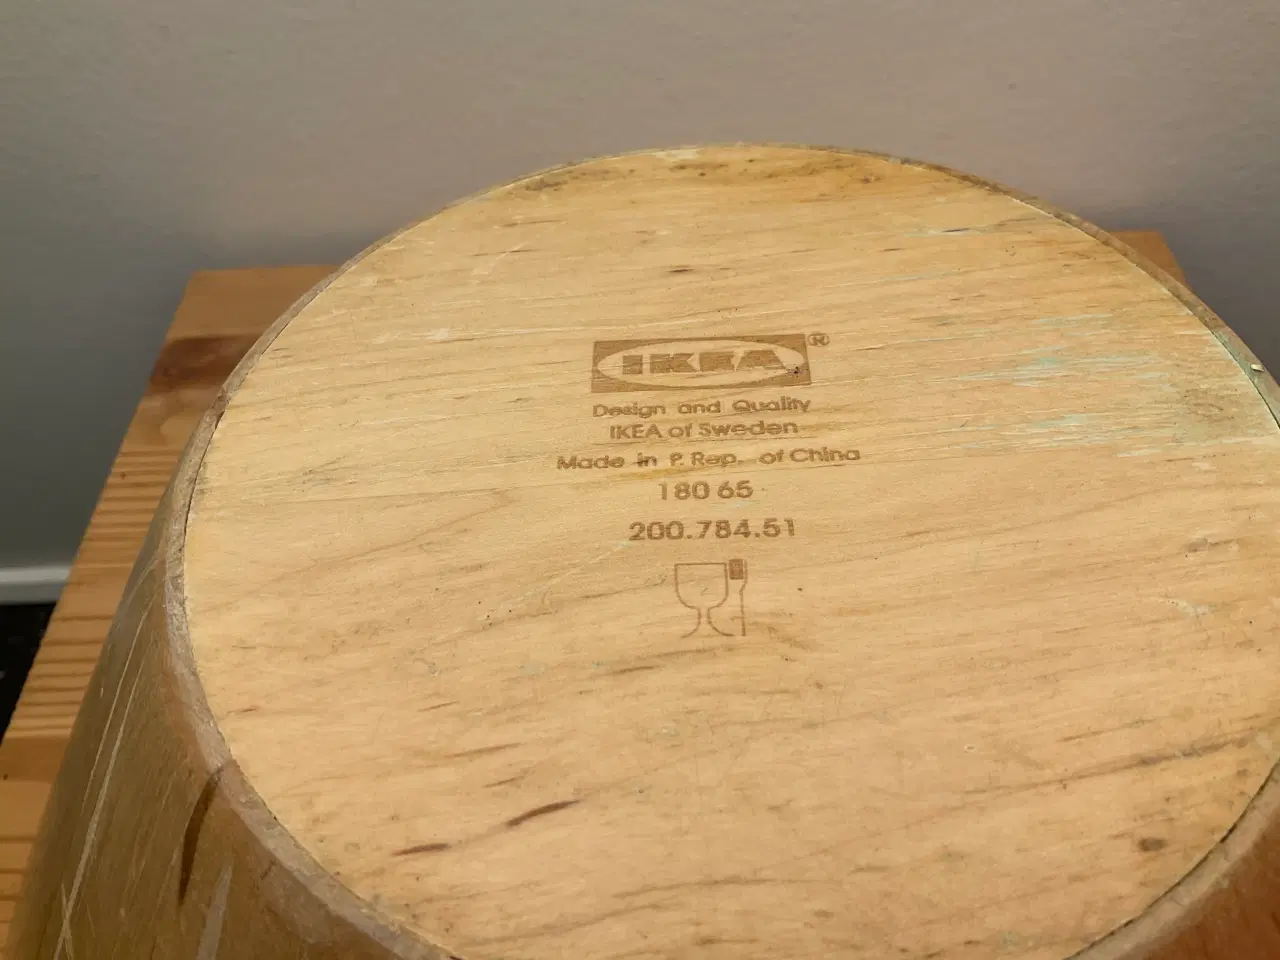 IKEA®
Design and Quality
IKEA of Sweden
Made in P. Rep. of China
180 65
200.784.51